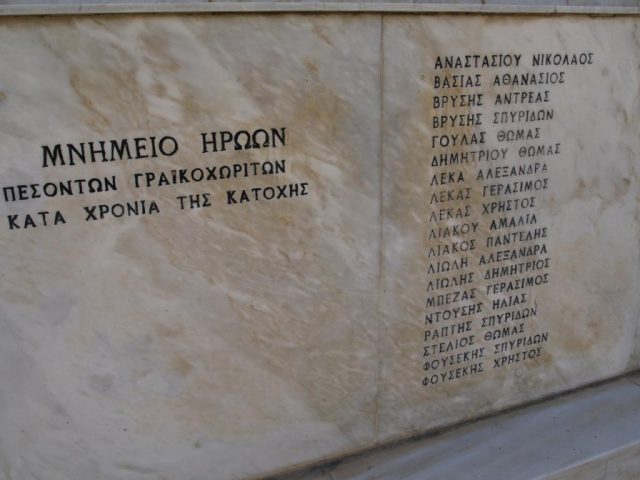 ΜΝΗΜΕΙΟ ΗΡΩΩΝ
ΠΕΣΟΝΤΩΝ ΓΡΑΪΚΟΧΩΡΙΤΩΝ
ΚΑΤΑ ΧΡΟΝΙΑ ΤΗΣ ΚΑΤΟΧΗΣ
ΑΝΑΣΤΑΣΙΟΥ ΝΙΚΟΛΑΟΣ
ΒΑΣΙΑΣ ΑΘΑΝΑΣΙΟΣ
ΒΡΥΣΗΣ ΑΝΤΡΕΑΣ
ΒΡΥΣΗΣ ΣΠΥΡΙΔΩΝ
ΓΟΥΛΑΣ ΘΩΜΑΣ
ΔΗΜΗΤΡΙΟΥ ΘΩΜΑΣ
ΛΕΚΑ ΑΛΕΞΑΝΔΡΑ
ΛΕΚΑΣ ΓΕΡΑΣΙΜΟΣ
ΛΕΚΑΣ ΧΡΗΣΤΟΣ
ΛΙΑΚΟΥ ΑΜΑΛΙΑ
ΛΙΑΚΟΣ ΠΑΝΤΕΛΗΣ
ΛΙΩΛΗ ΑΛΕΞΑΝΔΡΑ
ΛΙΩΛΗΣ ΔΗΜΗΤΡΙΟΣ
ΜΠΕΖΑΣ ΓΕΡΑΣΙΜΟΣ
ΝΤΟΥΣΗΣ ΗΛΙΑΣ
ΡΑΠΤΗΣ ΣΠΥΡΙΔΩΝ
ΣΤΕΛΙΟΣ ΘΩΜΑΣ
ΦΟΥΣΕΚΗΣ ΣΠΥΡΙΔΩΝ
ΦΟΥΣΕΚΗΣ ΧΡΗΣΤΟΣ